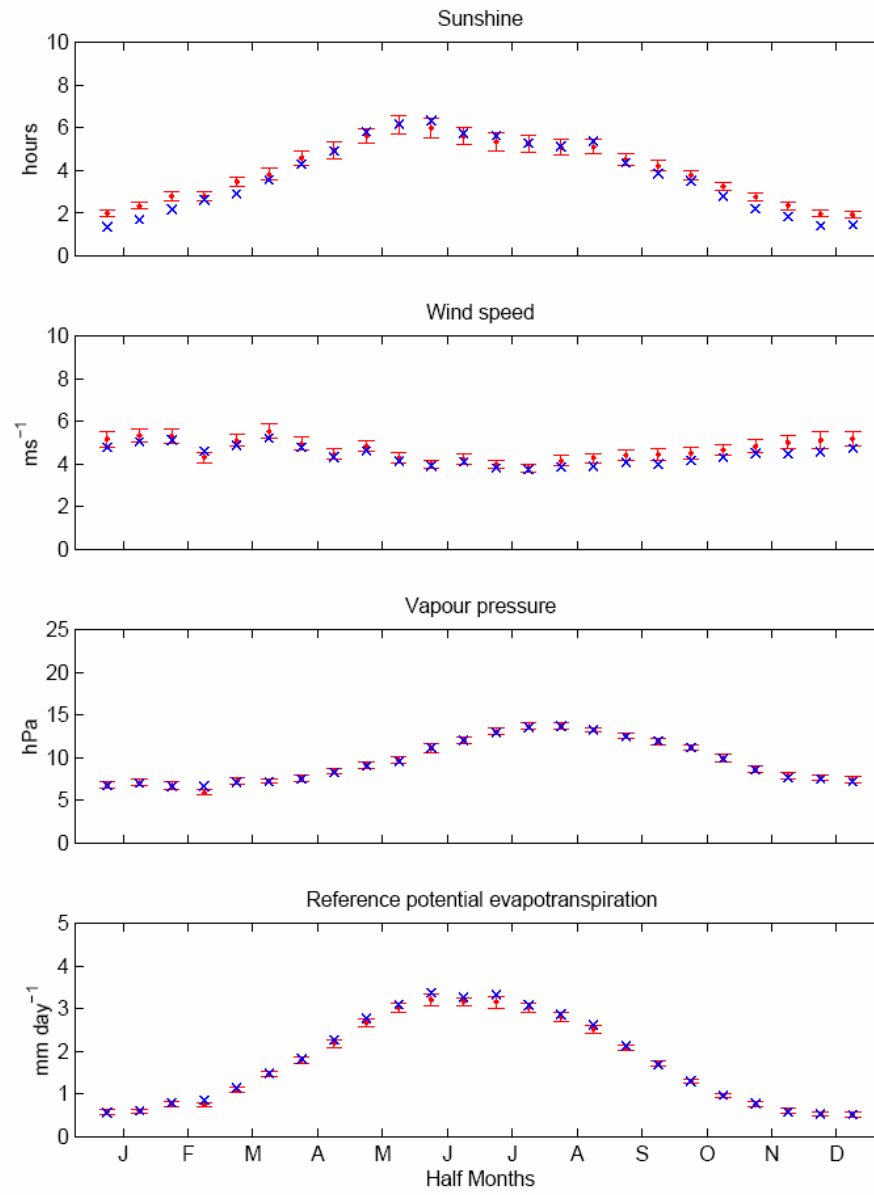 Sunshine
10
8
6
4
2
0
hours
Wind speed
10
8
6
4
2
0
ms⁻¹
Vapour pressure
25
20
15
10
5
0
hPa
Reference potential evapotranspiration
5
4
3
2
1
0
mm day⁻¹
J F M A M J J A S O N D
Half Months